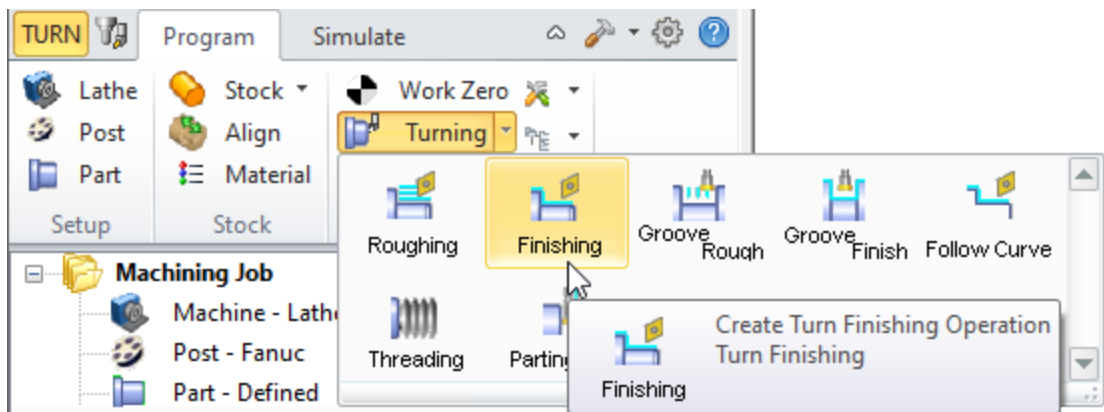 TURN Program Simulate
Lathe Stock Work Zero
Post Align Turning
Part Material
Setup Stock
Roughing Finishing Groove Rough Groove Finish Follow Curve
Machining Job
Machine - Lath
Threading Parting
Create Turn Finishing Operation
Post - Fanuc
Turn Finishing
Part - Defined
Finishing